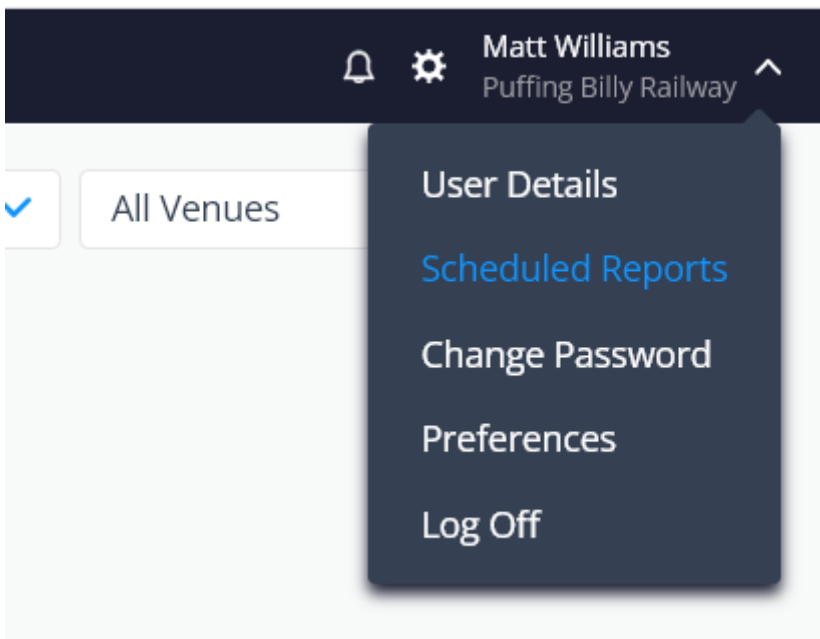 Matt Williams
Puffing Billy Railway
All Venues
User Details
Scheduled Reports
Change Password
Preferences
Log Off